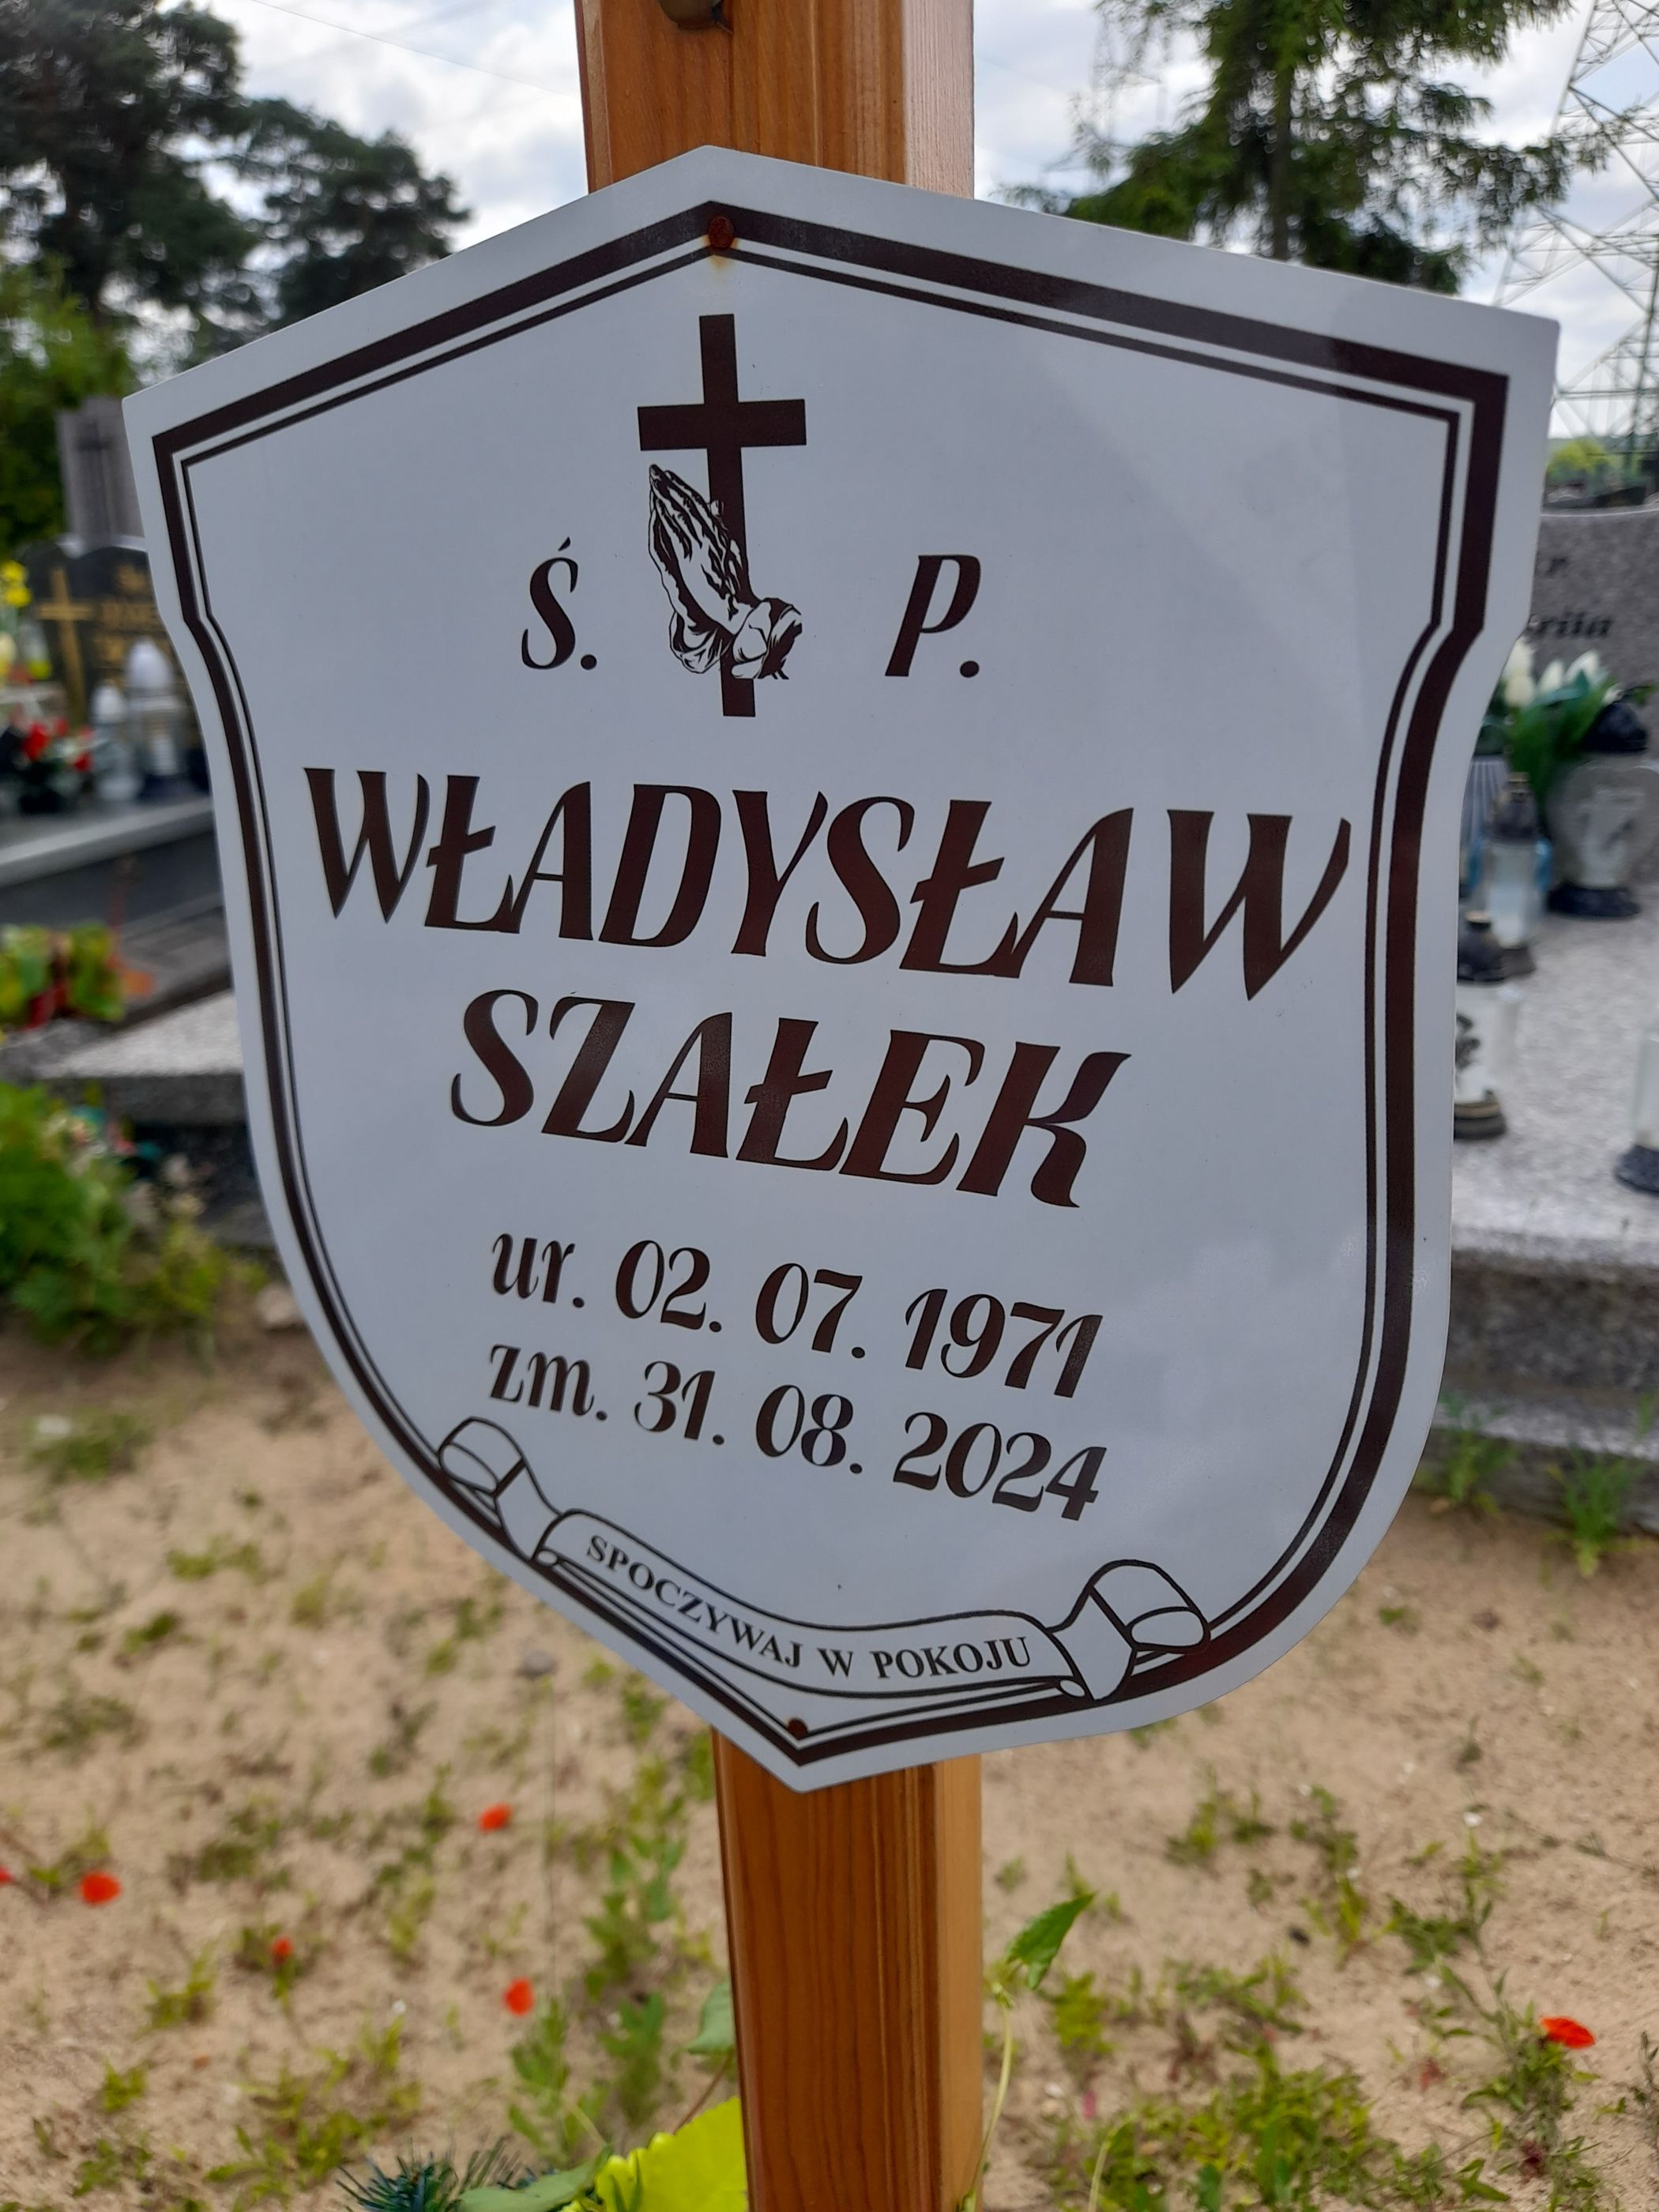 Ś. P.
WŁADYSŁAW
SZAŁEK
ur. 02. 07. 1971
zm. 31. 08. 2024
SPOCZYWAJ W POKOJU